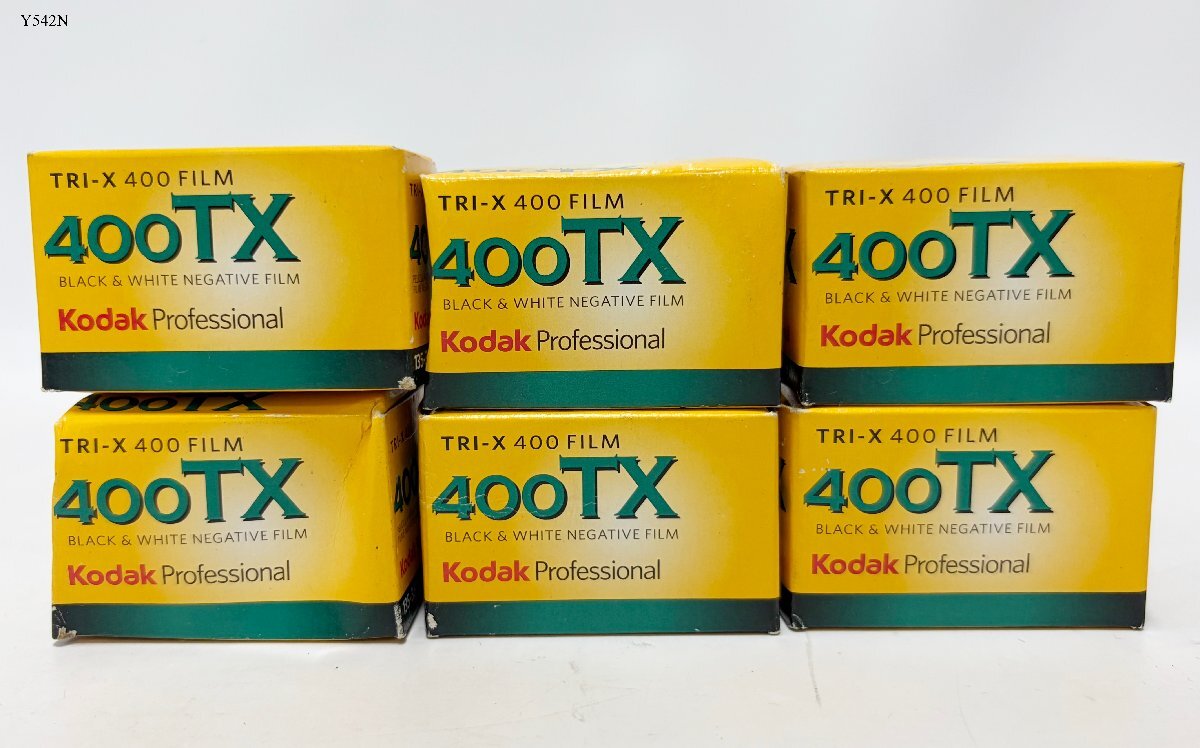 Y542N
TRI-X 400 FILM
400TX
BLACK & WHITE NEGATIVE FILM
Kodak Professional
TRI-X 400 FILM
400TX
BLACK & WHITE NEGATIVE FILM
Kodak Professional
TRI-X 400 FILM
400TX
BLACK & WHITE NEGATIVE FILM
Kodak Professional
400TX
TRI-X 400 FILM
400TX
BLACK & WHITE NEGATIVE FILM
Kodak Professional
TRI-X 400 FILM
400TX
BLACK & WHITE NEGATIVE FILM
Kodak Professional
TRI-X 400 FILM
400TX
BLACK & WHITE NEGATIVE FILM
Kodak Professional